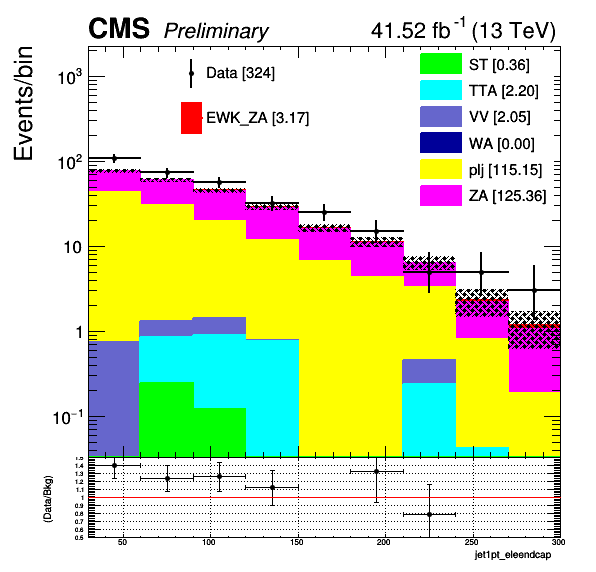 CMS Preliminary 41.52 fb⁻¹ (13 TeV)
Events/bin
10³
10²
10
1
10⁻¹
Data [324]
EWK_ZA [3.17]
ST [0.36]
TTA [2.20]
VV [2.05]
WA [0.00]
plj [115.15]
ZA [125.36]
(Data/Bkg)
1.5
1.4
1.3
1.2
1.1
1
0.9
0.8
0.7
0.6
0.5
50 100 150 200 250 300
jet1pt_eleendcap